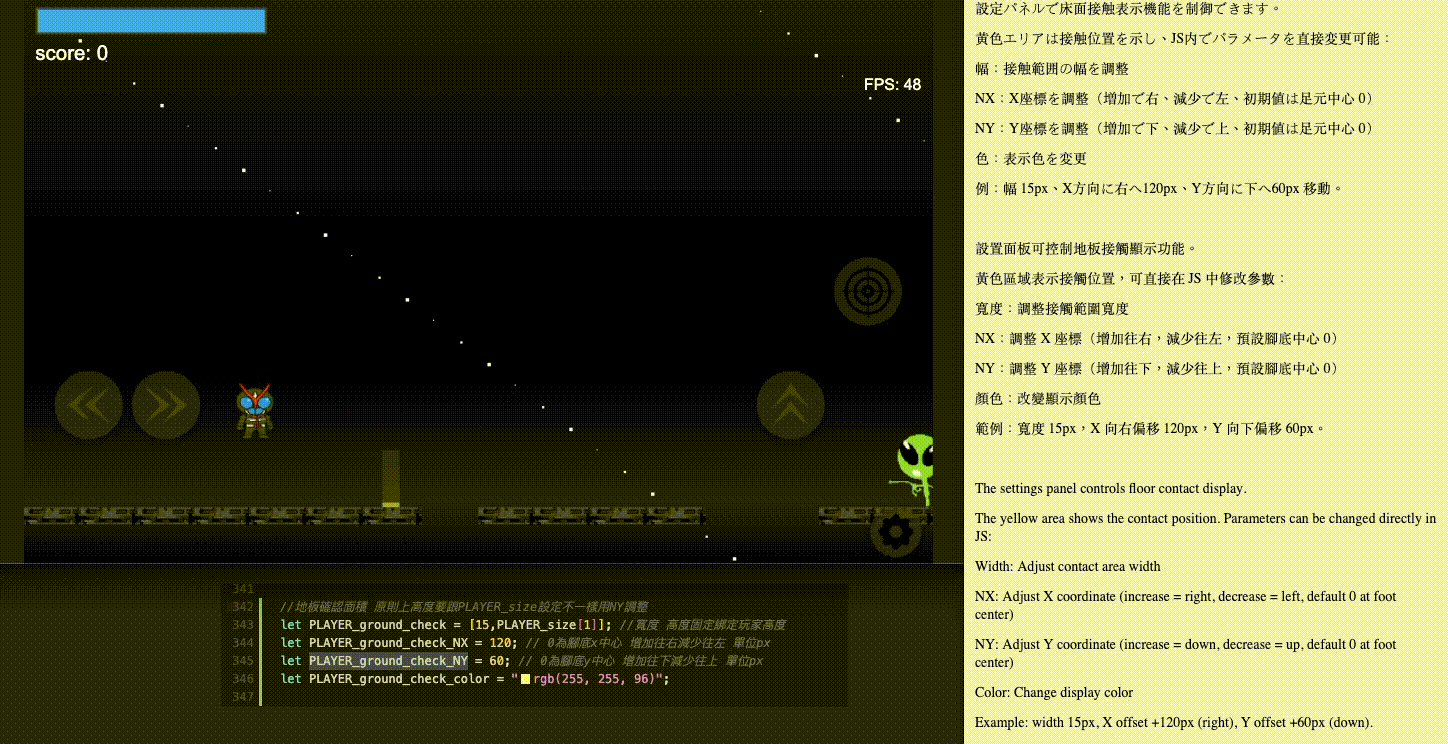 score: 0
FPS: 48
341
342 //地板確認面積 原則上高度要跟PLAYER_size設定不一樣用NY調整
343 let PLAYER_ground_check = [15,PLAYER_size[1]]; //寬度 高度固定綁定玩家高度
344 let PLAYER_ground_check_NX = 120; // 0為腳底x中心 增加往右減少往左 單位px
345 let PLAYER_ground_check_NY = 60; // 0為腳底y中心 增加往下減少往上 單位px
346 let PLAYER_ground_check_color = "rgb(255, 255, 96)";
347
設定パネルで床面接触表示機能を制御できます。
黄色エリアは接触位置を示し、JS内でパラメータを直接変更可能：
幅：接触範囲の幅を調整
NX：X座標を調整（増加で右、減少で左、初期値は足元中心 0）
NY：Y座標を調整（増加で下、減少で上、初期値は足元中心 0）
色：表示色を変更
例：幅 15px、X方向に右へ120px、Y方向に下へ60px 移動。
設置面板可控制地板接觸顯示功能。
黃色區域表示接觸位置，可直接在 JS 中修改參數：
寬度：調整接觸範圍寬度
NX：調整 X 座標（增加往右，減少往左，預設腳底中心 0）
NY：調整 Y 座標（增加往下，減少往上，預設腳底中心 0）
顏色：改變顯示顏色
範例：寬度 15px，X 向右偏移 120px，Y 向下偏移 60px。
The settings panel controls floor contact display.
The yellow area shows the contact position. Parameters can be changed directly in
JS:
Width: Adjust contact area width
NX: Adjust X coordinate (increase = right, decrease = left, default 0 at foot
center)
NY: Adjust Y coordinate (increase = down, decrease = up, default 0 at foot
center)
Color: Change display color
Example: width 15px, X offset +120px (right), Y offset +60px (down).